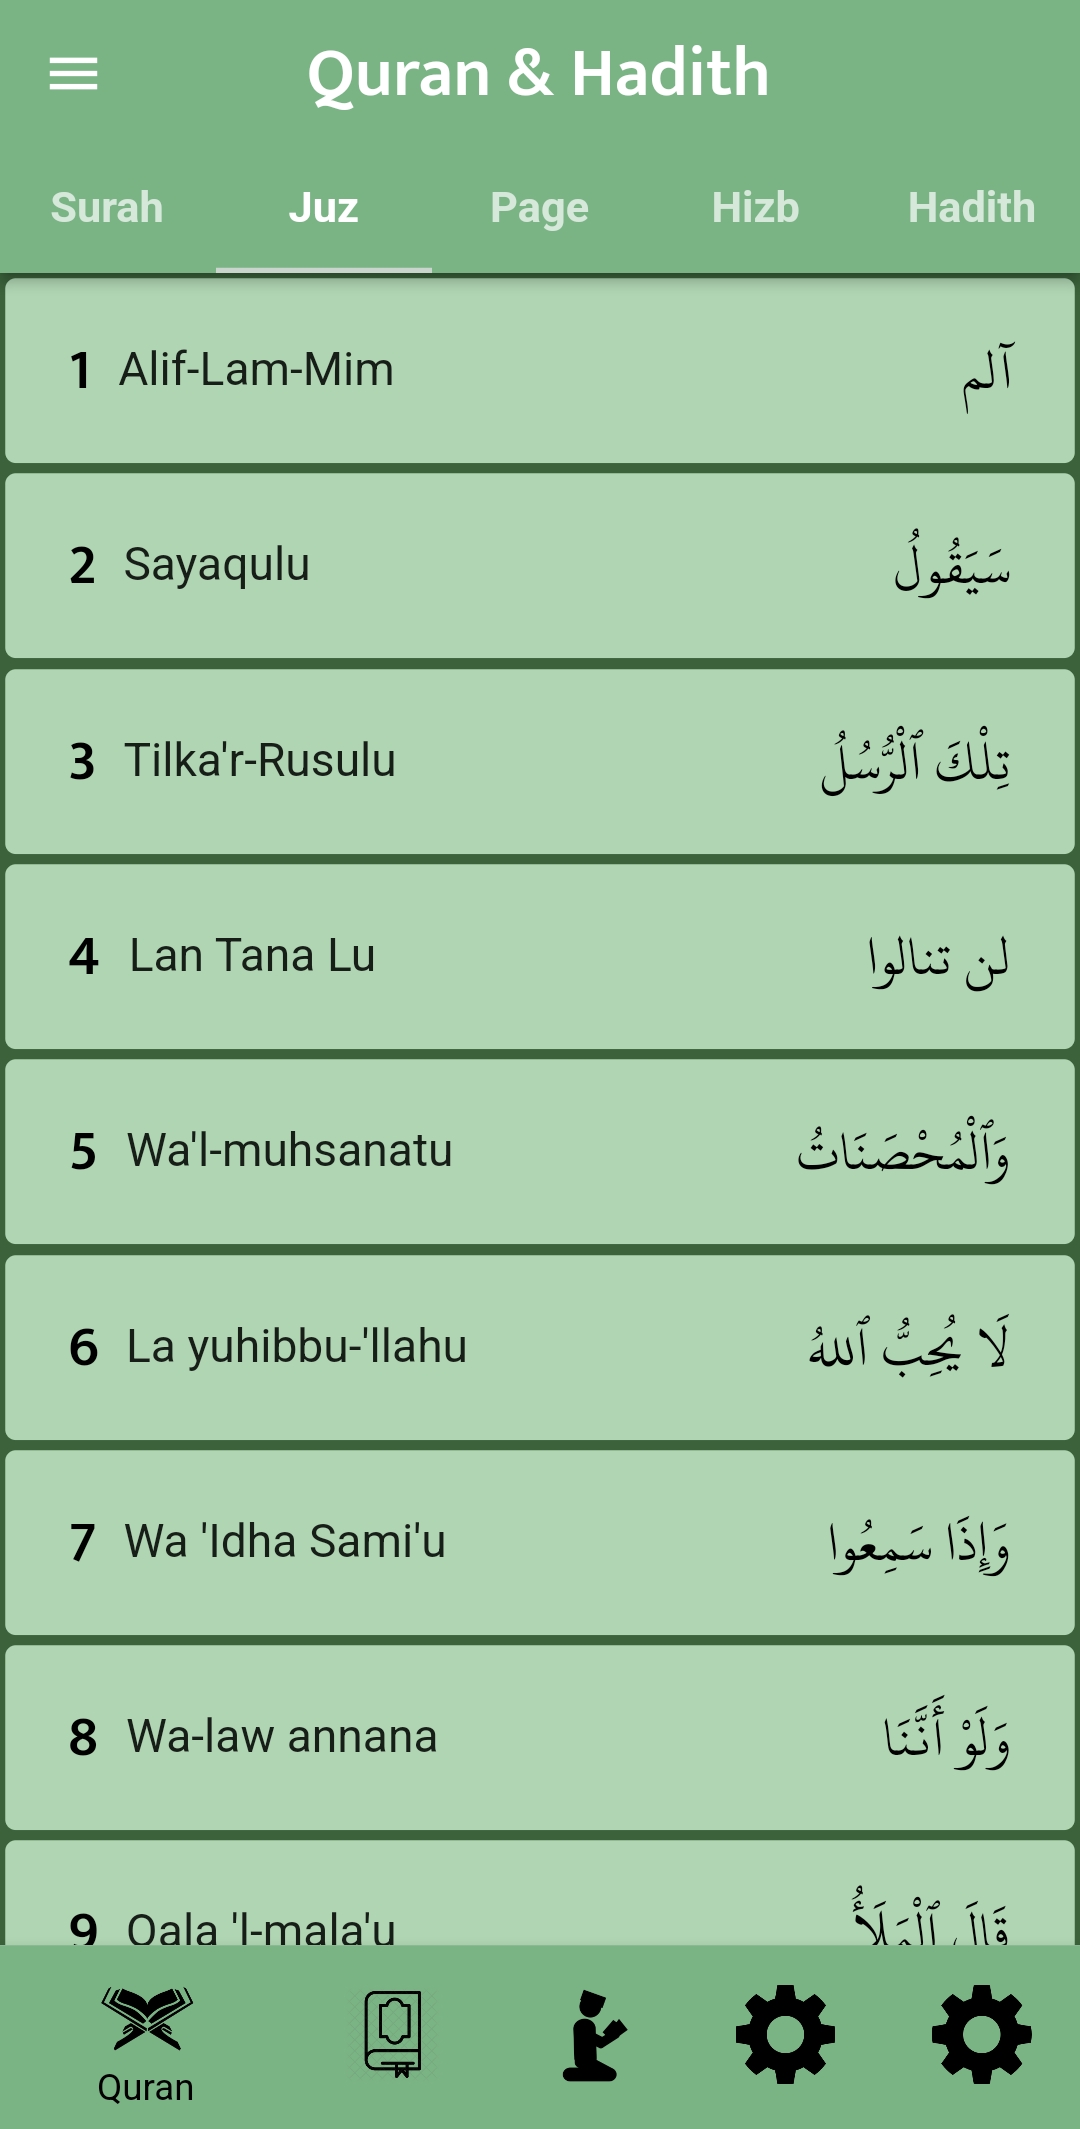 Quran & Hadith
Surah Juz Page Hizb Hadith
1 Alif-Lam-Mim آلم
2 Sayaqulu سَيَقُولُ
3 Tilka'r-Rusulu تِلْكَ ٱلْرُّسُلُ
4 Lan Tana Lu لن تنالوا
5 Wa'l-muhsanatu وَٱلْمُحْصَنَاتُ
6 La yuhibbu-'llahu لَا يُحِبُّ ٱللهُ
7 Wa 'Idha Sami'u وَإِذَا سَمِعُوا
8 Wa-law annana وَلَوْ أَنَّنَا
9 Qala 'l-mala'u قَالَ ٱلْمَلَأُ
Quran